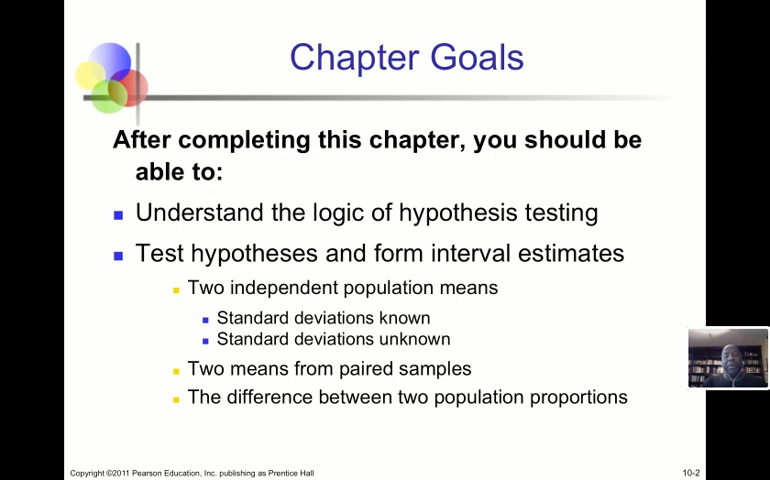 Chapter Goals
After completing this chapter, you should be
able to:
Understand the logic of hypothesis testing
Test hypotheses and form interval estimates
Two independent population means
Standard deviations known
Standard deviations unknown
Two means from paired samples
The difference between two population proportions
Copyright ©2011 Pearson Education, Inc. publishing as Prentice Hall
10-2